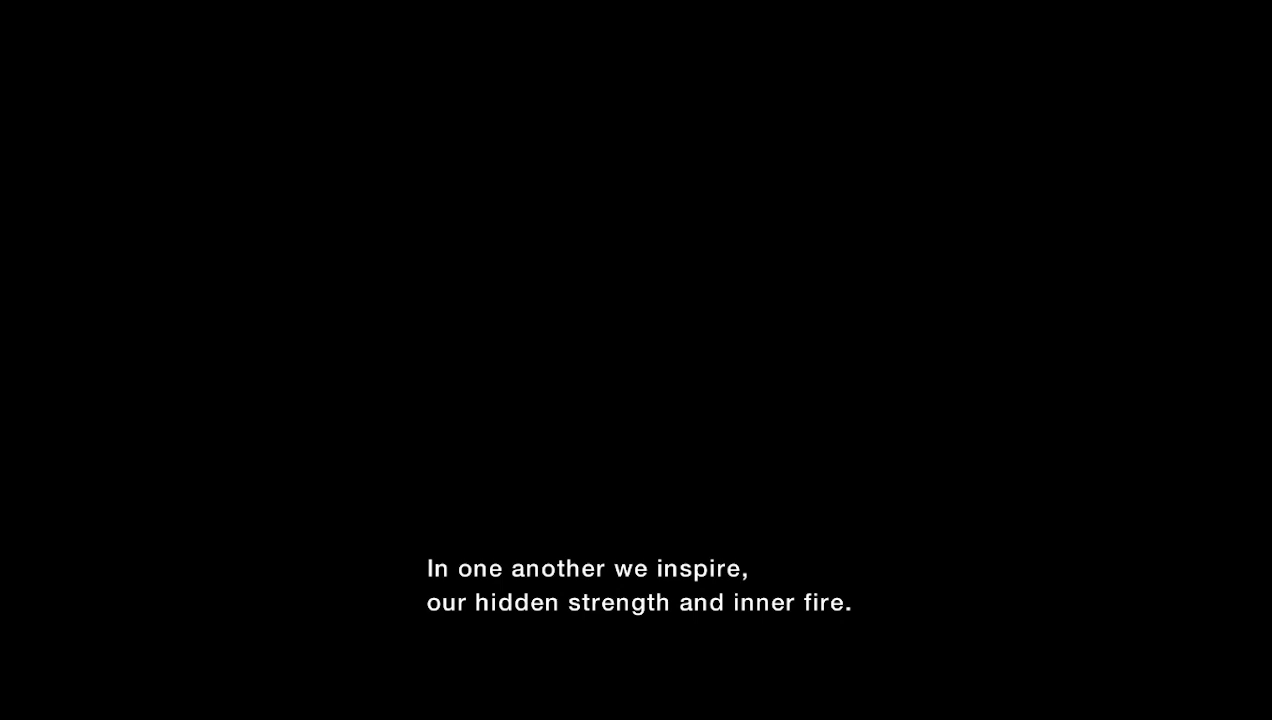 In one another we inspire,
our hidden strength and inner fire.